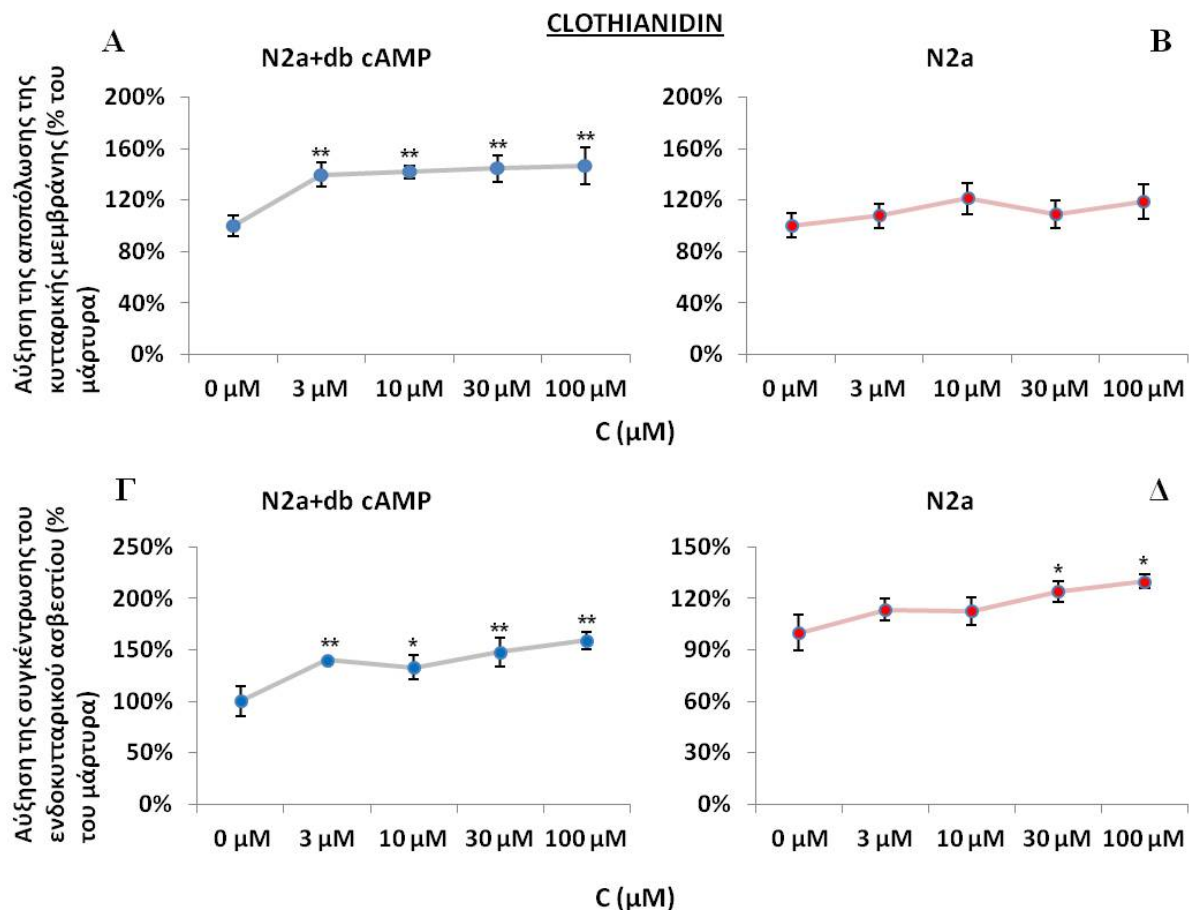 CLOTHIANIDIN
Α
N2a+db cAMP
Αύξηση της αποπόλωσης της
κυτταρικής μεμβράνης (% του
μάρτυρα)
200%
160%
120%
80%
40%
0%
** ** ** **
0 μM 3 μM 10 μM 30 μM 100 μM
Β
N2a
200%
160%
120%
80%
40%
0%
0 μM 3 μM 10 μM 30 μM 100 μM
C (μM)
Γ
N2a+db cAMP
Αύξηση της συγκέντρωσης του
ενδοκυτταρικού ασβεστίου (%
του μάρτυρα)
250%
200%
150%
100%
50%
0%
** * ** **
0 μM 3 μM 10 μM 30 μM 100 μM
Δ
N2a
150%
120%
90%
60%
30%
0%
* *
0 μM 3 μM 10 μM 30 μM 100 μM
C (μM)